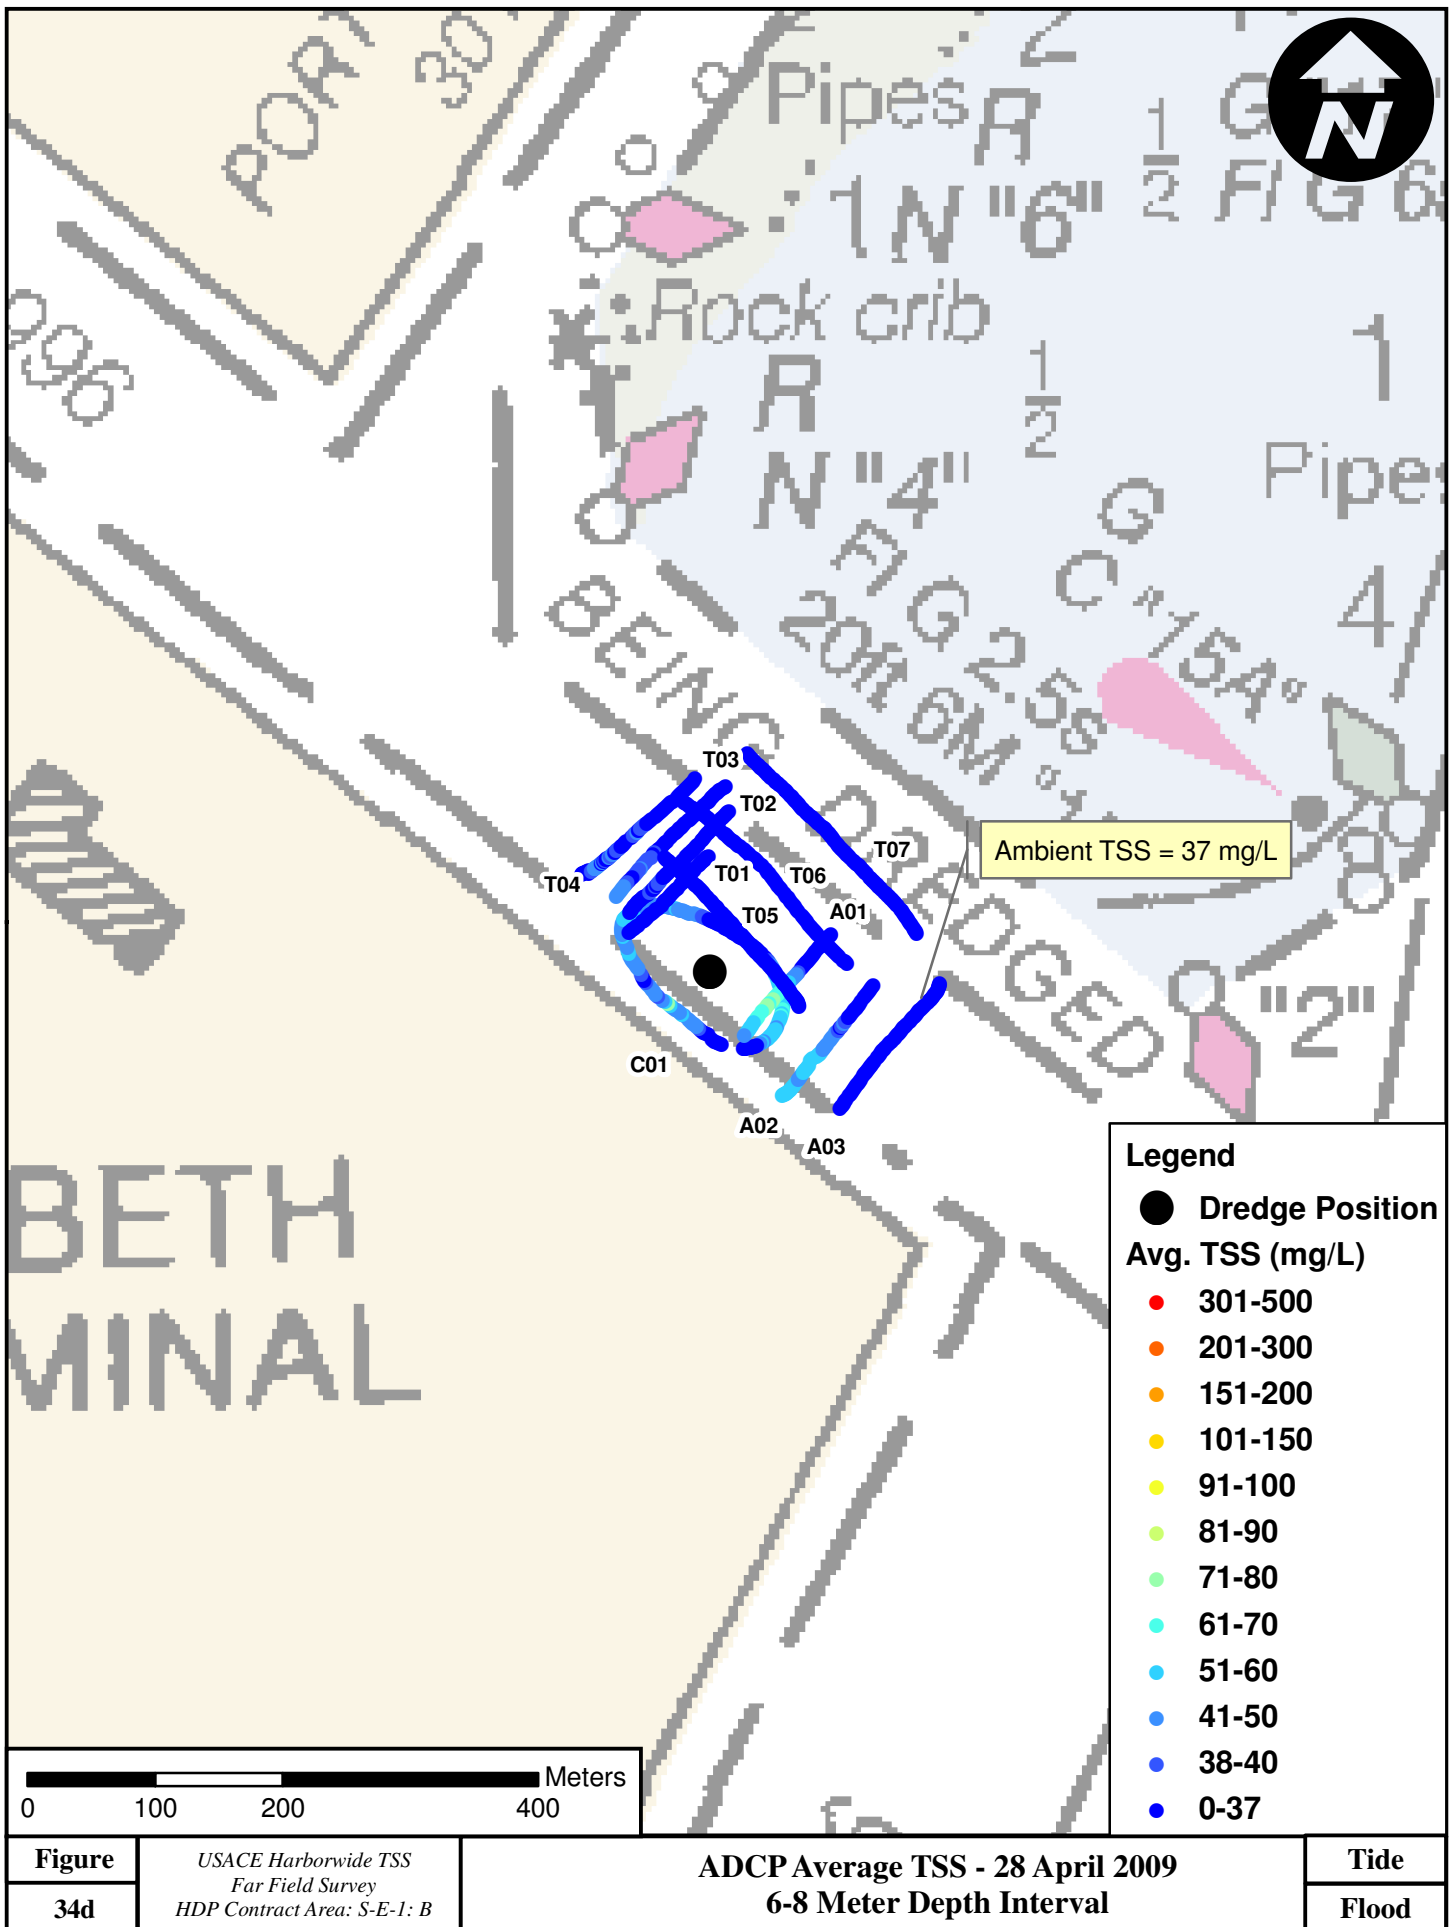 PORT
30
Pipes
R
2
1/2
G
Fl G 6
N
1 N "6"
Rock crib
996
R
N "4"
1/2
1
Pipes
G
C "15A"
4
Fl G 2.5s
20ft 6M
BEING
DREDGED
T03
T02
T07
T04
T01
T06
Ambient TSS = 37 mg/L
A01
T05
8
"2"
C01
A02
A03
BETH
MINAL
Legend
Dredge Position
Avg. TSS (mg/L)
301-500
201-300
151-200
101-150
91-100
81-90
71-80
61-70
51-60
41-50
38-40
0-37
Meters
0 100 200 400
Figure
34d
USACE Harborwide TSS
Far Field Survey
HDP Contract Area: S-E-1: B
ADCP Average TSS - 28 April 2009
6-8 Meter Depth Interval
Tide
Flood